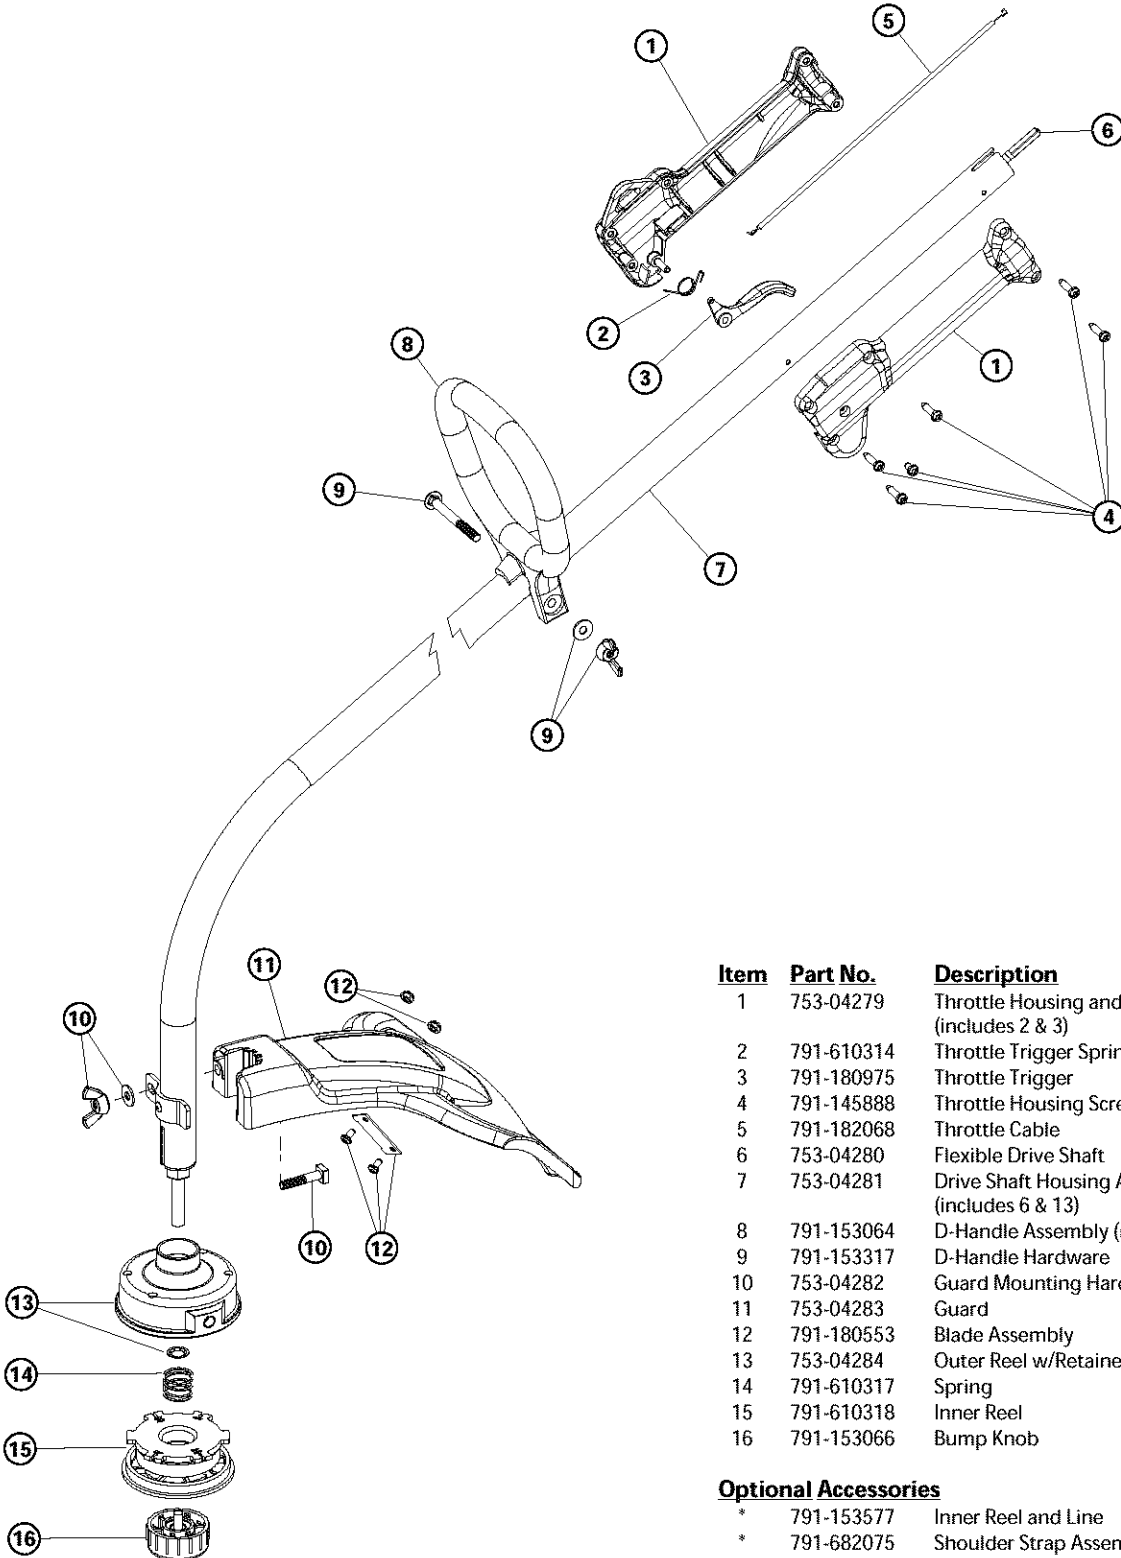 1
5
6
2
3
1
8
9
4
7
9
11
12
10
10
12
13
14
15
16
Item Part No. Description
1 753-04279 Throttle Housing and
(includes 2 & 3)
2 791-610314 Throttle Trigger
3 791-180975 Throttle Trigger
4 791-145888 Throttle Housing
5 791-182068 Throttle Cable
6 753-04280 Flexible Drive Shaft
7 753-04281 Drive Shaft Housing
(includes 6 & 13)
8 791-153064 D-Handle Assembly
9 791-153317 D-Handle Hardware
10 753-04282 Guard Mounting
11 753-04283 Guard
12 791-180553 Blade Assembly
13 753-04284 Outer Reel
14 791-610317 Spring
15 791-610318 Inner Reel
16 791-153066 Bump Knob
Optional Accessories
* 791-153577 Inner Reel and Line
* 791-682075 Shoulder Strap